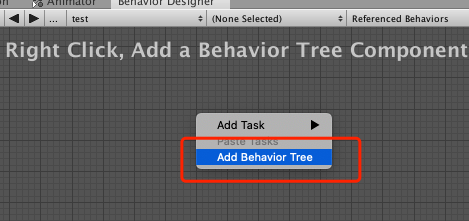 Animator
Behavior Designer
... test (None Selected) Referenced Behaviors
Right Click, Add a Behavior Tree Component
Add Task
Paste Tasks
Add Behavior Tree